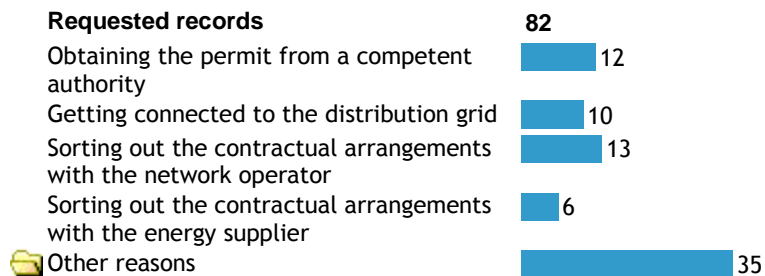 Requested records 82
Obtaining the permit from a competent 12
authority
Getting connected to the distribution grid 10
Sorting out the contractual arrangements 13
with the network operator
Sorting out the contractual arrangements 6
with the energy supplier
Other reasons 35